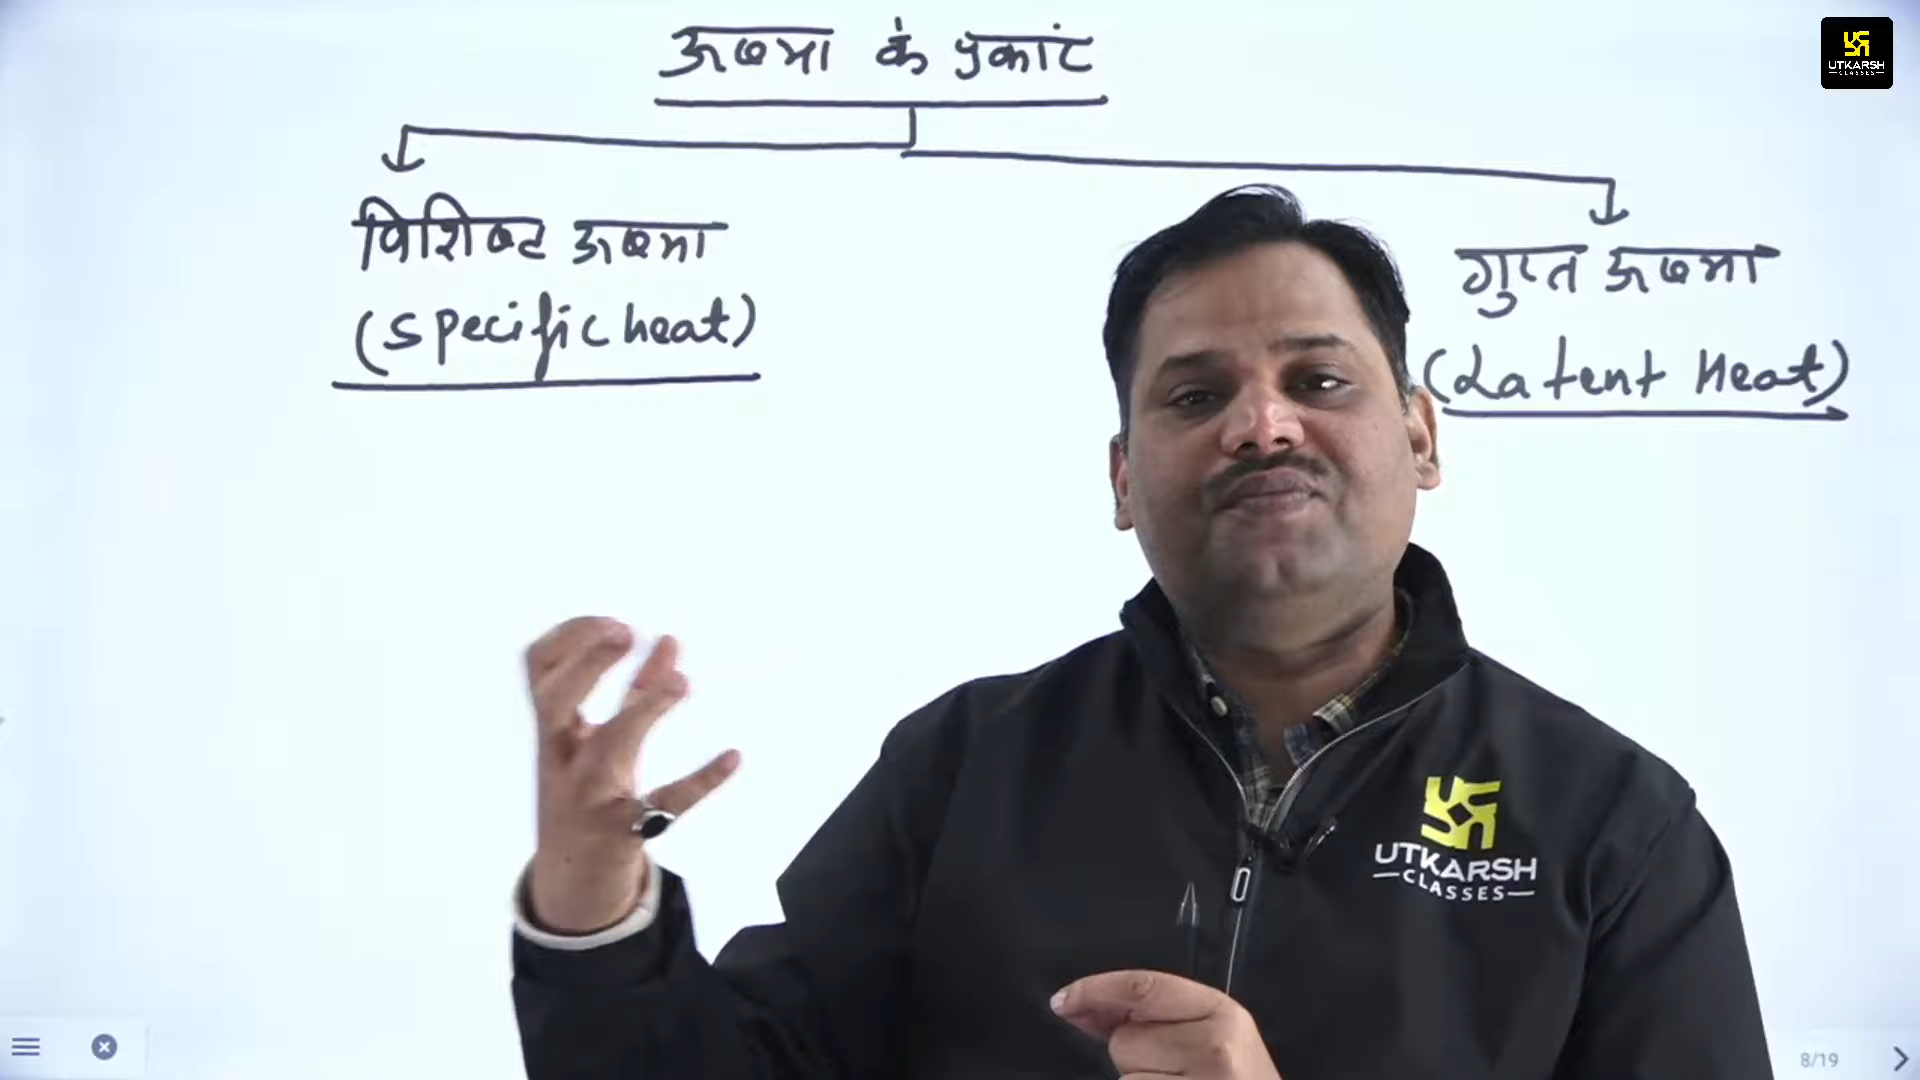 ऊष्मा के प्रकार
विशिष्ट ऊष्मा
(specific heat)
गुप्त ऊष्मा
(Latent Heat)
UTKARSH
CLASSES
UTKARSH
CLASSES
8/19